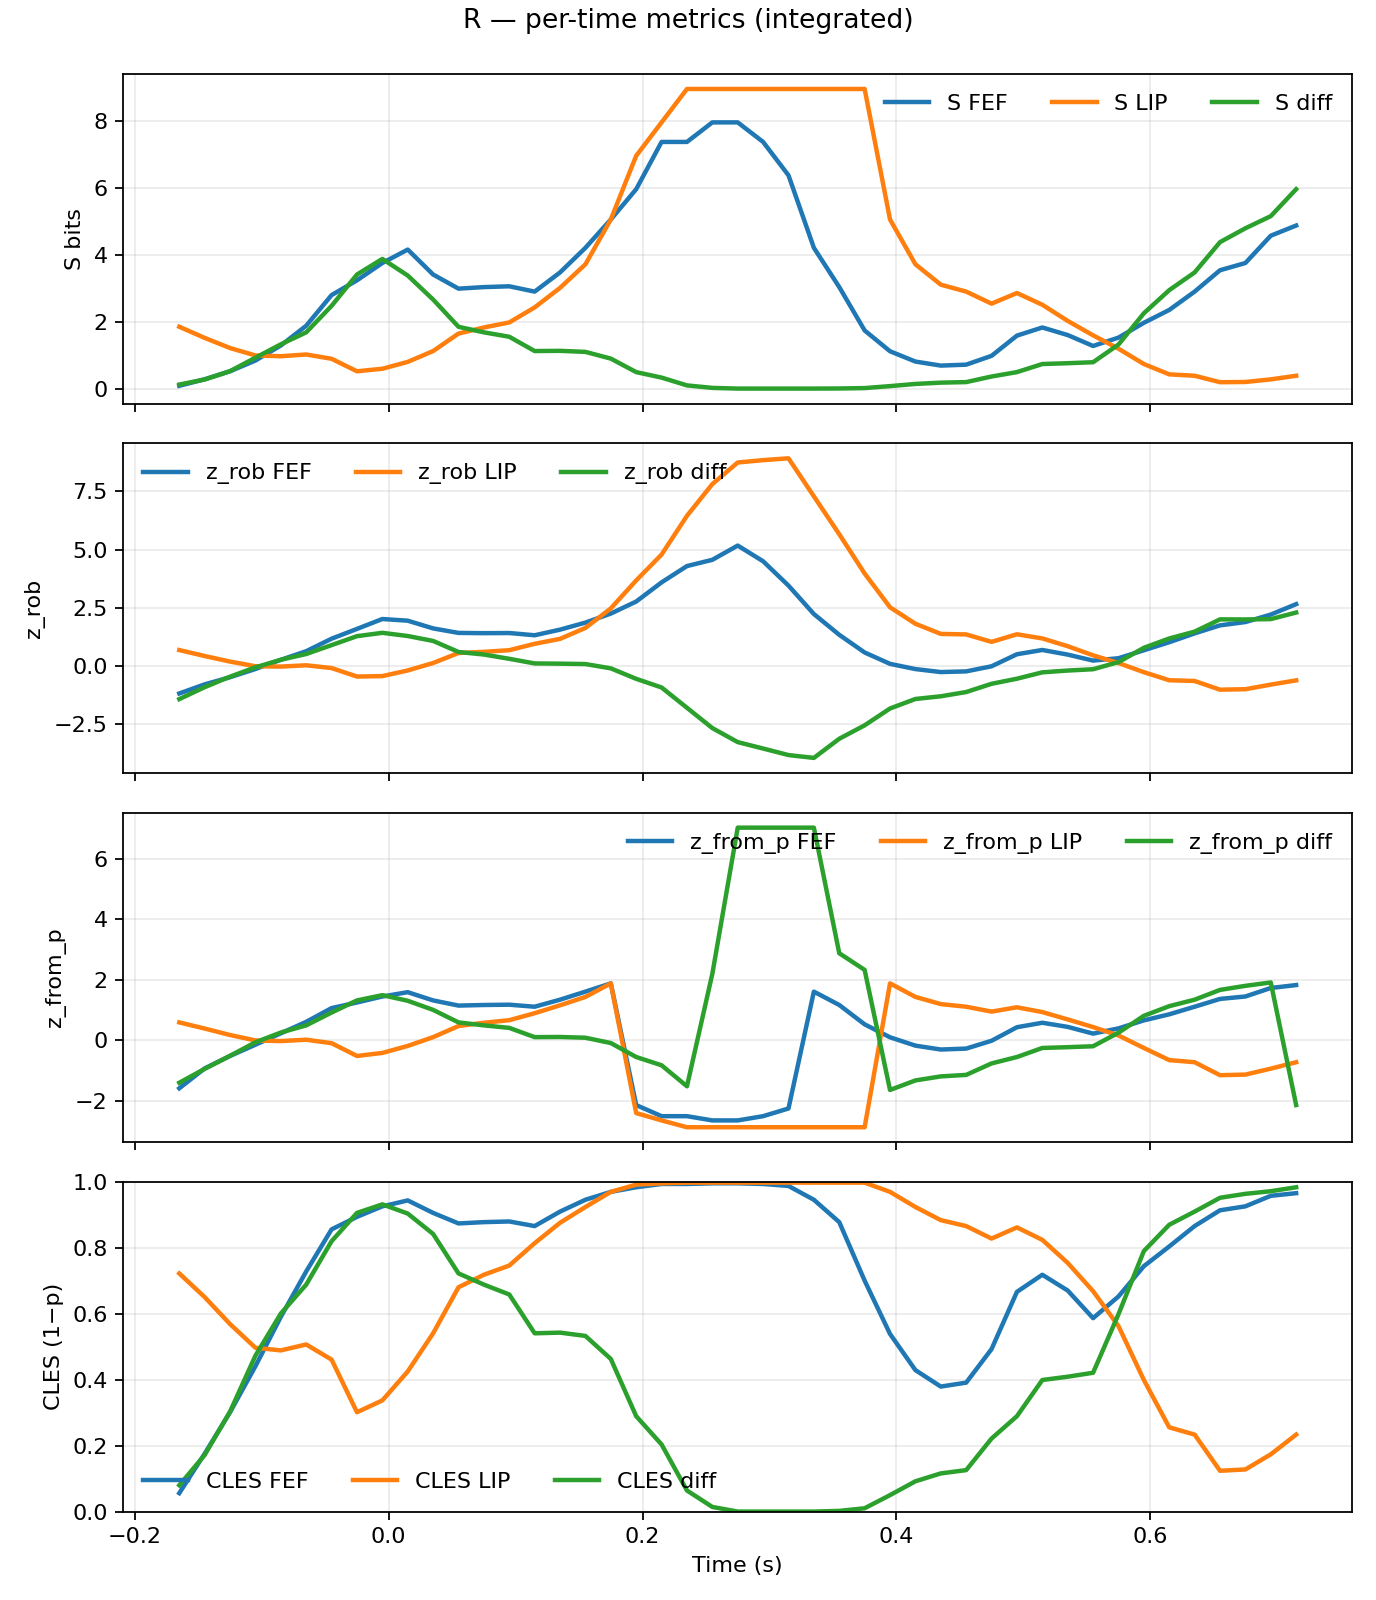 R — per-time metrics (integrated)
S FEF S LIP S diff
8
6
4
2
0
S bits
z_rob FEF z_rob LIP z_rob diff
7.5
5.0
2.5
0.0
−2.5
z_rob
z_from_p FEF z_from_p LIP z_from_p diff
6
4
2
0
−2
z_from_p
1.0
0.8
0.6
0.4
0.2
0.0
CLES (1−p)
CLES FEF CLES LIP CLES diff
−0.2 0.0 0.2 0.4 0.6
Time (s)